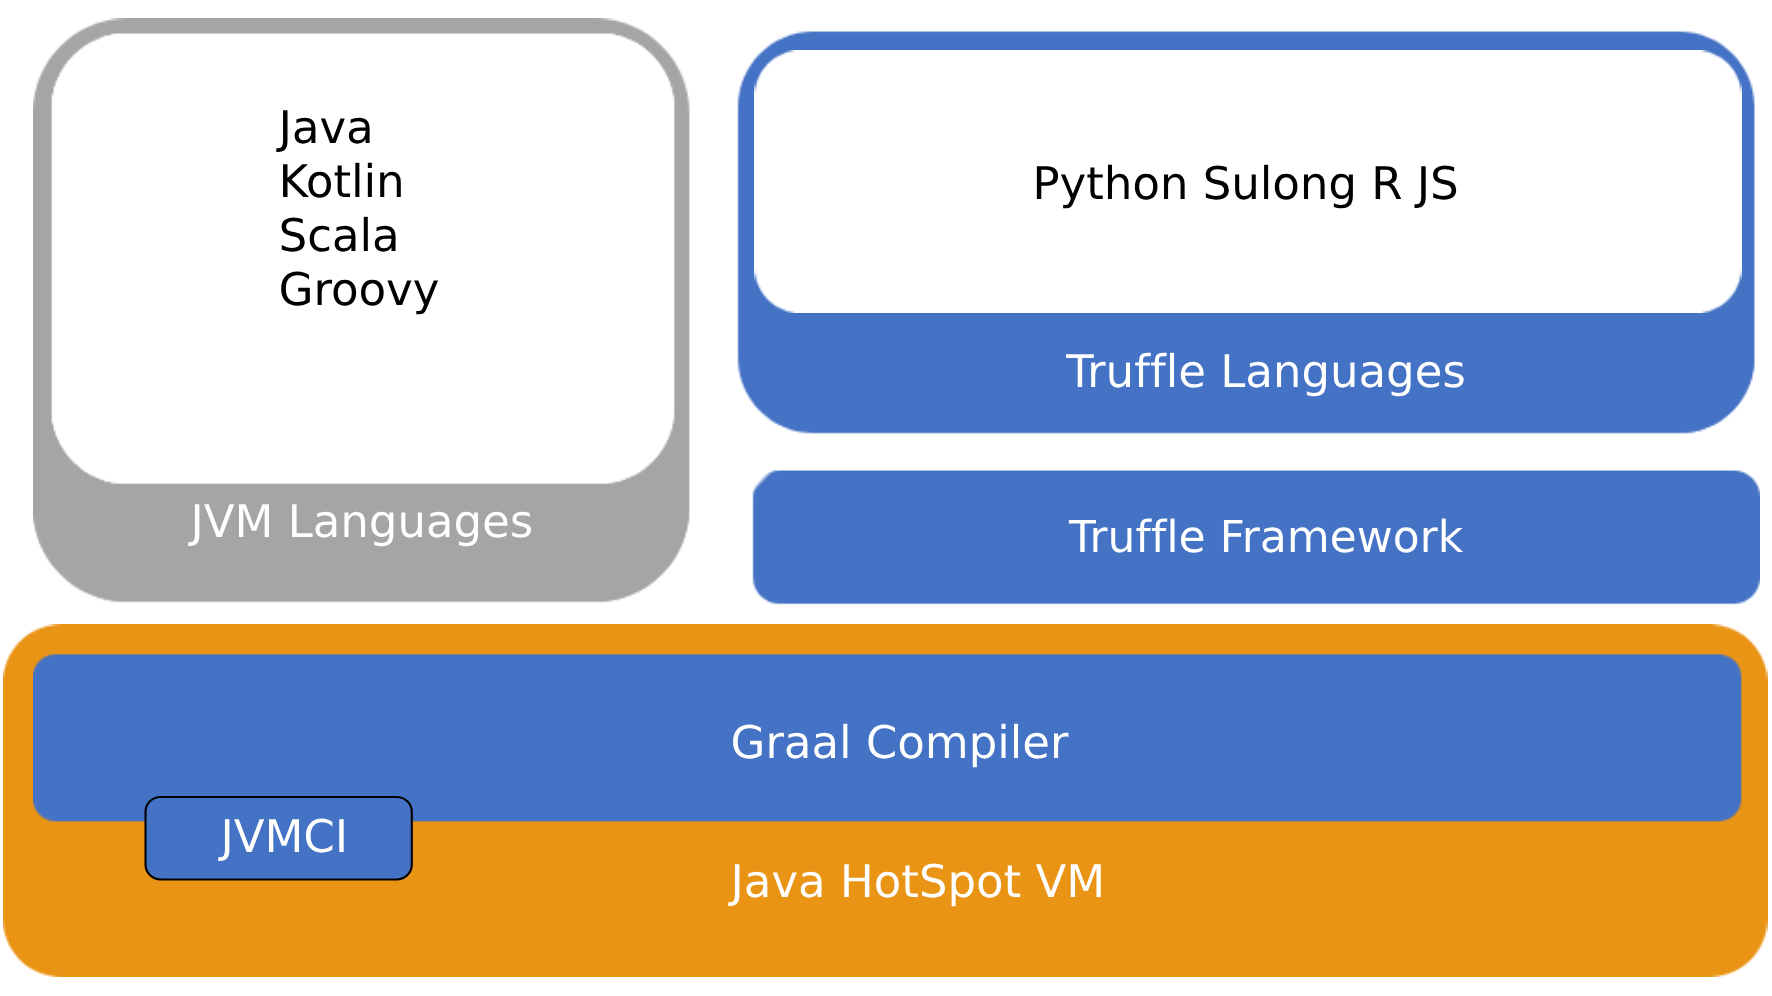 Java
Kotlin
Scala
Groovy
JVM Languages
Python Sulong R JS
Truffle Languages
Truffle Framework
Graal Compiler
JVMCI
Java HotSpot VM